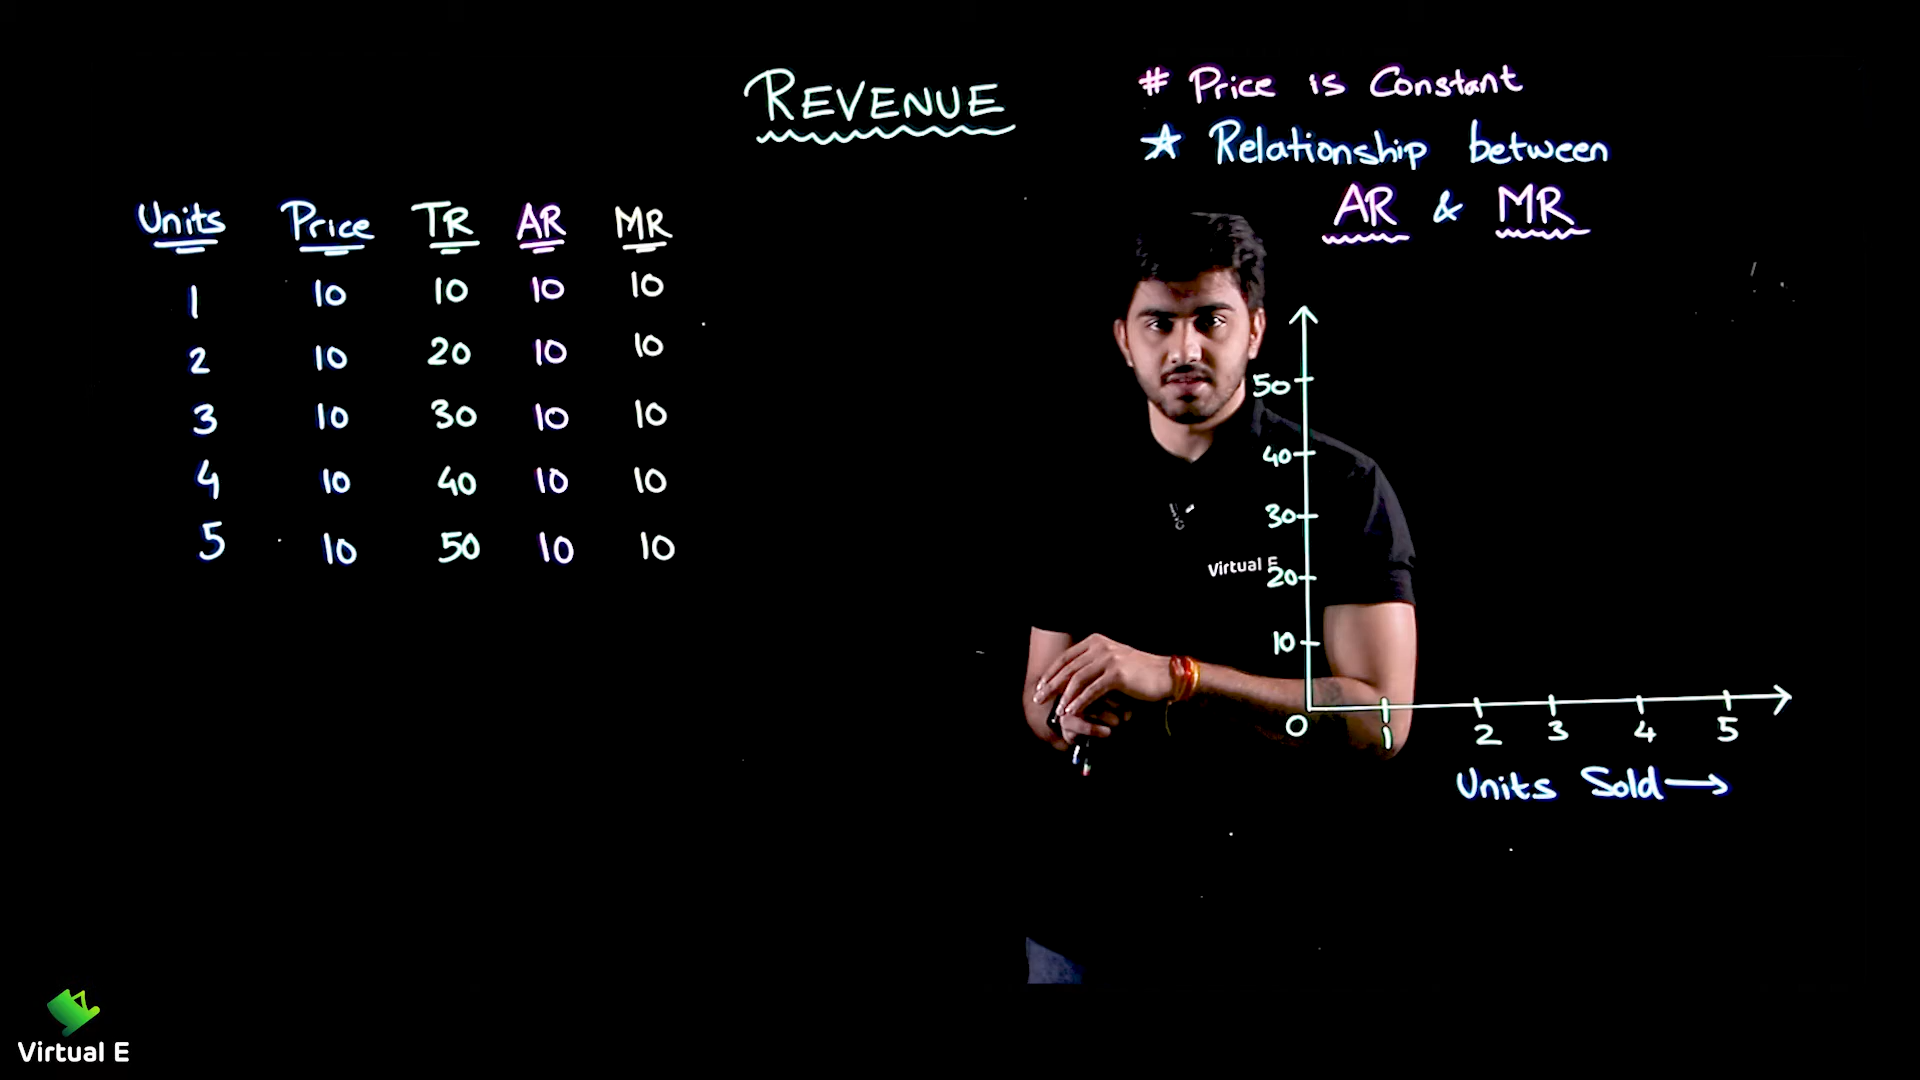 REVENUE
# Price is Constant
☆ Relationship between
AR & MR
Units Price TR AR MR
1 10 10 10 10
2 10 20 10 10
3 10 30 10 10
4 10 40 10 10
5 10 50 10 10
50
40
30
20
10
0 1 2 3 4 5
Units Sold →
Virtual E
Virtual E